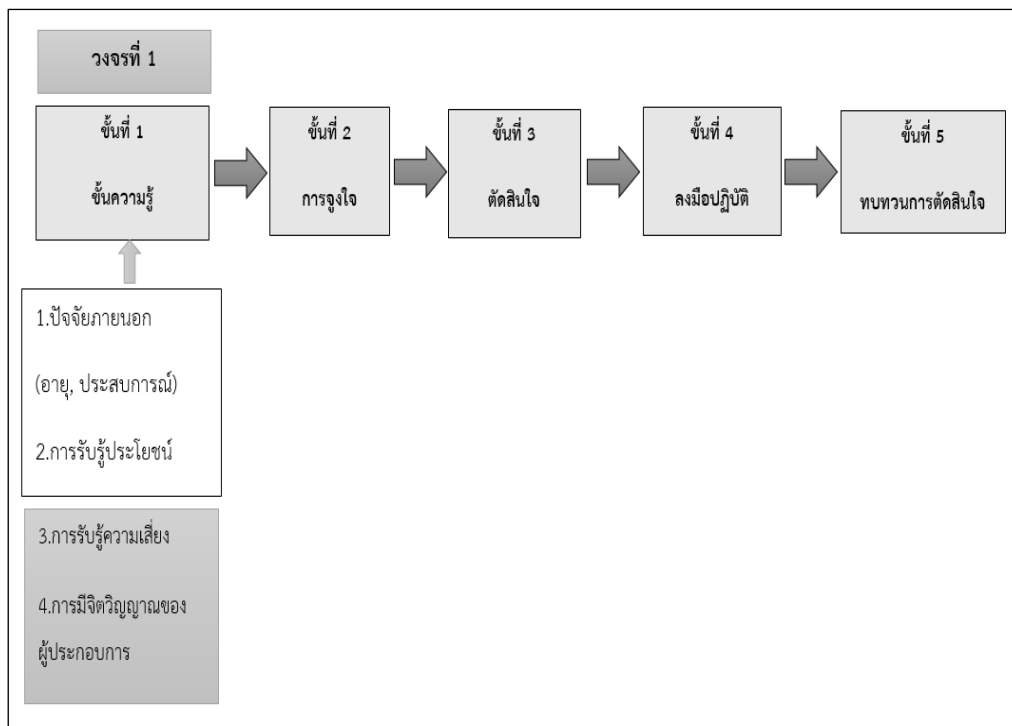 วงจรที่ 1
ขั้นที่ 1
ขั้นความรู้
ขั้นที่ 2
การจูงใจ
ขั้นที่ 3
ตัดสินใจ
ขั้นที่ 4
ลงมือปฏิบัติ
ขั้นที่ 5
ทบทวนการตัดสินใจ
1.ปัจจัยภายนอก
(อายุ, ประสบการณ์)
2.การรับรู้ประโยชน์
3.การรับรู้ความเสี่ยง
4.การมีจิตวิญญาณของ
ผู้ประกอบการ